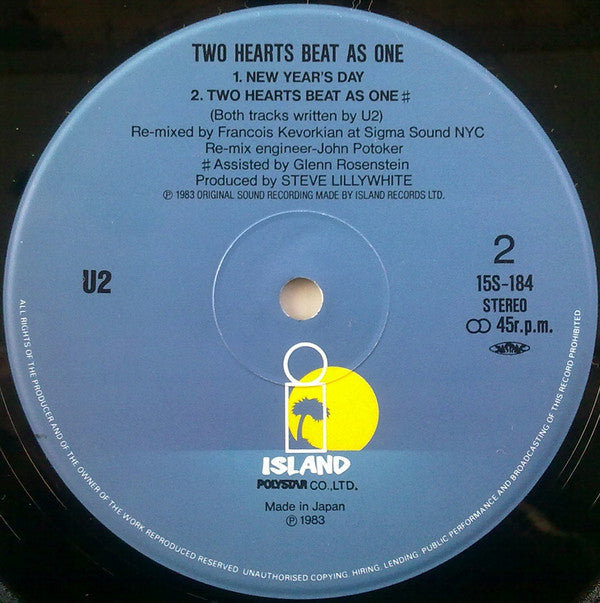 TWO HEARTS BEAT AS ONE
1. NEW YEAR'S DAY
2. TWO HEARTS BEAT AS ONE#
(Both tracks written by U2)
Re-mixed by Francois Kevorkian at Sigma Sound NYC
Re-mix engineer-John Potoker
# Assisted by Glenn Rosenstein
Produced by STEVE LILLYWHITE
Ⓟ 1983 ORIGINAL SOUND RECORDING MADE BY ISLAND RECORDS LTD.
U2
2
15S-184
STEREO
45r.p.m.
JASRAC
ISLAND
POLYSTAR CO.,LTD.
Made in Japan
Ⓟ 1983
ALL RIGHTS OF THE PRODUCER AND OF THE OWNER OF THE WORK REPRODUCED RESERVED. UNAUTHORISED COPYING. HIRING. LENDING. PUBLIC PERFORMANCE AND BROADCASTING OF THIS RECORD PROHIBITED.